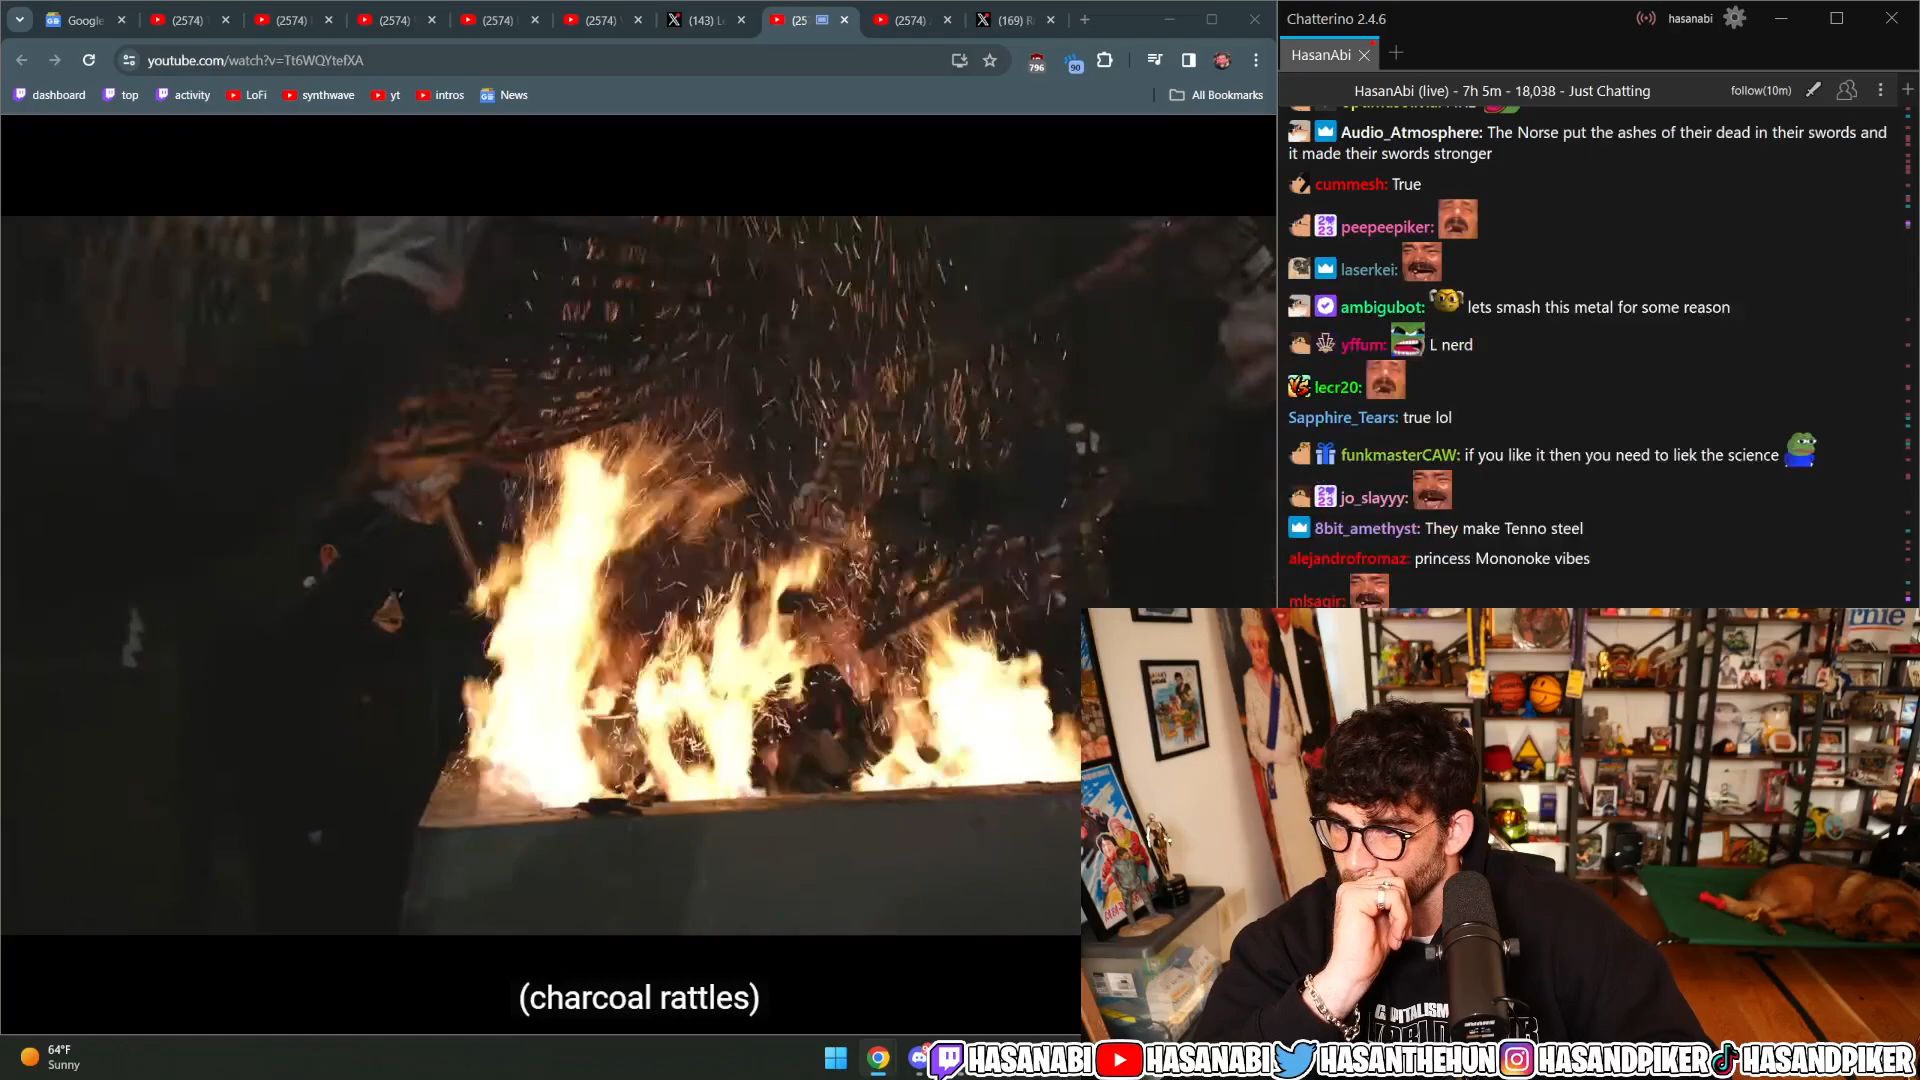 Google
(2574)
(2574)
(2574)
(2574)
(2574)
(143) L
(25
(2574)
(169) R
youtube.com/watch?v=Tt6WQYtefXA
796
90
dashboard
top
activity
LoFi
synthwave
yt
intros
News
All Bookmarks
(charcoal rattles)
64°F
Sunny
Chatterino 2.4.6
hasanabi
HasanAbi
HasanAbi (live) - 7h 5m - 18,038 - Just Chatting
follow(10m)
Audio_Atmosphere: The Norse put the ashes of their dead in their swords and
it made their swords stronger
cummesh: True
peepeepiker:
laserkei:
ambigubot: lets smash this metal for some reason
yffum: L nerd
lecr20:
Sapphire_Tears: true lol
funkmasterCAW: if you like it then you need to liek the science
jo_slayyy:
8bit_amethyst: They make Tenno steel
alejandrofromaz: princess Mononoke vibes
mlsagir:
HASANABI HASANABI HASANTHEHUN HASANDPIKER HASANDPIKER